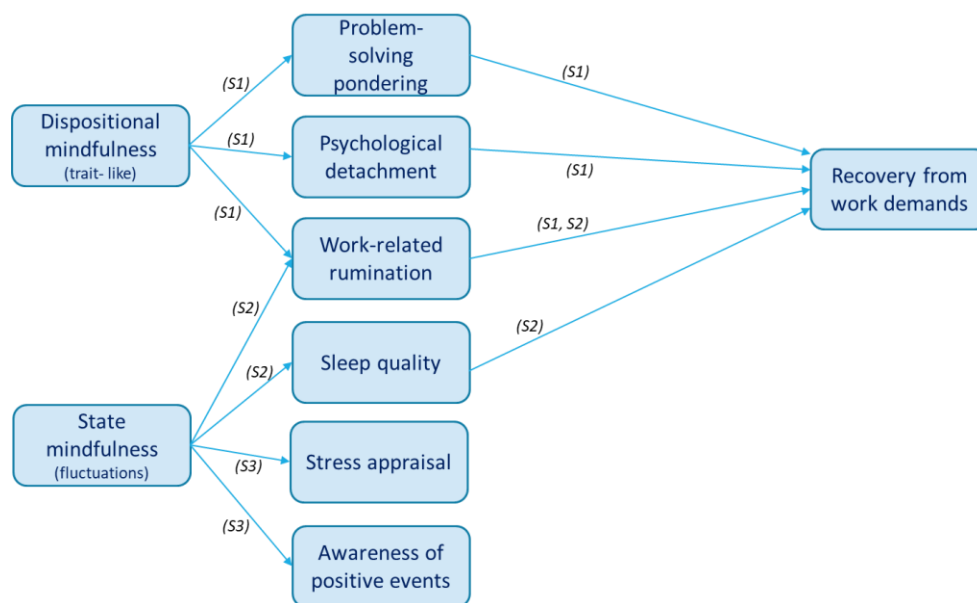 Problem-
solving
pondering
(S1)
(S1)
Dispositional
mindfulness
(trait- like)
(S1)
Psychological
detachment
(S1)
Recovery from
work demands
(S1)
Work-related
rumination
(S1, S2)
(S2)
Sleep quality
(S2)
(S2)
State
mindfulness
(fluctuations)
(S3)
Stress appraisal
(S3)
Awareness of
positive events